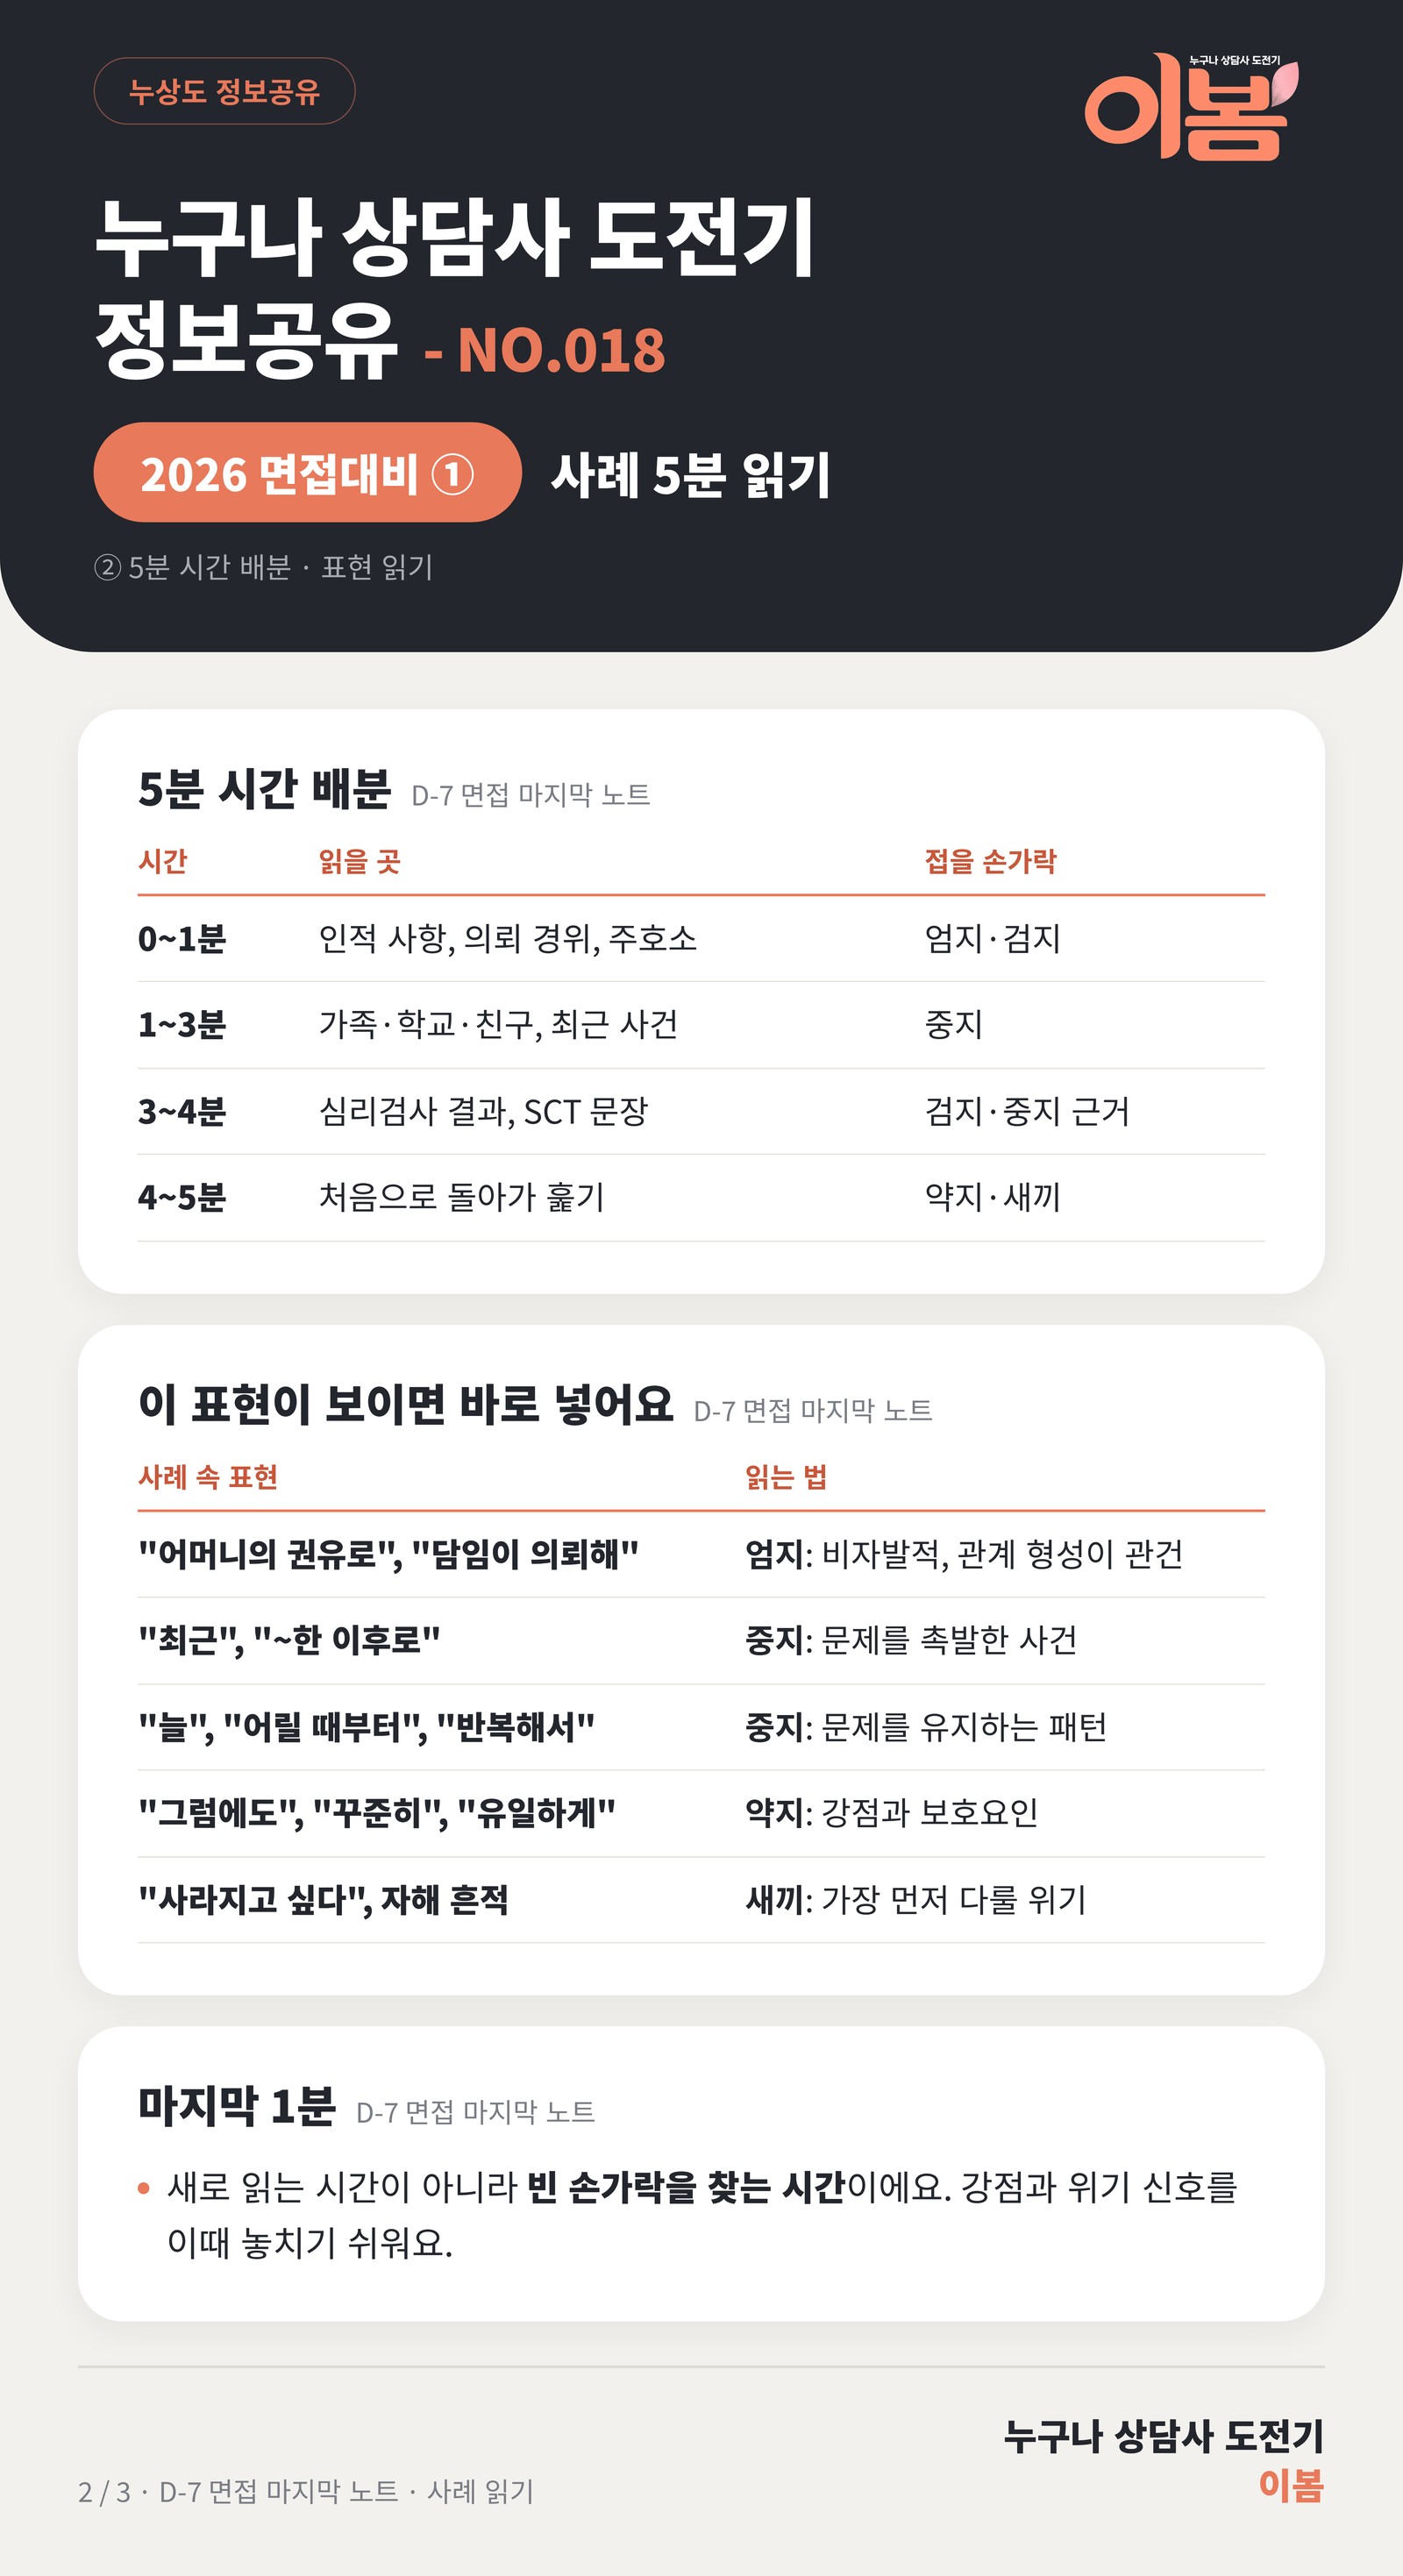 누상도 정보공유
누구나 상담사 도전기
이봄
누구나 상담사 도전기
정보공유 - NO.018
2026 면접대비 ① 사례 5분 읽기
② 5분 시간 배분 · 표현 읽기
5분 시간 배분 D-7 면접 마지막 노트
시간 읽을 곳 접을 손가락
0~1분 인적 사항, 의뢰 경위, 주호소 엄지·검지
1~3분 가족·학교·친구, 최근 사건 중지
3~4분 심리검사 결과, SCT 문장 검지·중지 근거
4~5분 처음으로 돌아가 훑기 약지·새끼
이 표현이 보이면 바로 넣어요 D-7 면접 마지막 노트
사례 속 표현 읽는 법
"어머니의 권유로", "담임이 의뢰해" 엄지: 비자발적, 관계 형성이 관건
"최근", "~한 이후로" 중지: 문제를 촉발한 사건
"늘", "어릴 때부터", "반복해서" 중지: 문제를 유지하는 패턴
"그럼에도", "꾸준히", "유일하게" 약지: 강점과 보호요인
"사라지고 싶다", 자해 흔적 새끼: 가장 먼저 다룰 위기
마지막 1분 D-7 면접 마지막 노트
• 새로 읽는 시간이 아니라 빈 손가락을 찾는 시간이에요. 강점과 위기 신호를
이때 놓치기 쉬워요.
누구나 상담사 도전기
2 / 3 · D-7 면접 마지막 노트 · 사례 읽기 이봄